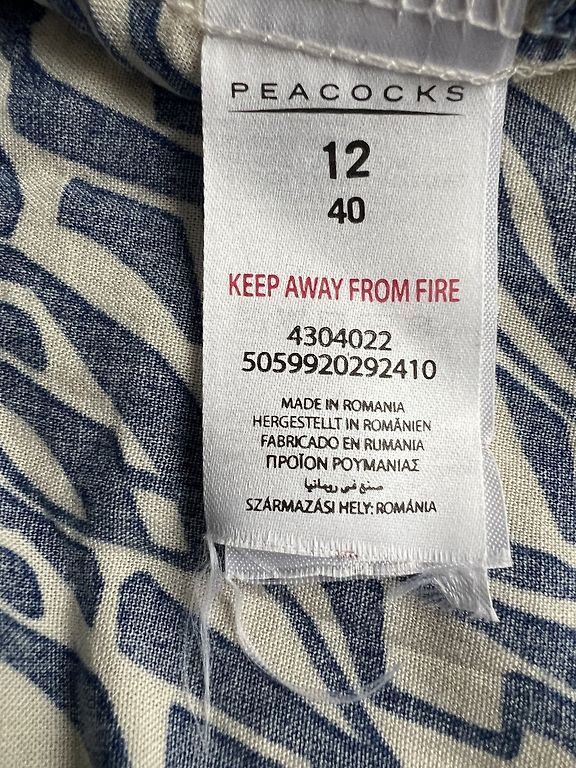 PEACOCKS
12
40
KEEP AWAY FROM FIRE
4304022
5059920292410
MADE IN ROMANIA
HERGESTELLT IN ROMÄNIEN
FABRICADO EN RUMANIA
ΠΡΟΪΟΝ ΡΟΥΜΑΝΙΑΣ
صنع في رومانيا
SZÁRMAZÁSI HELY: ROMÁNIA